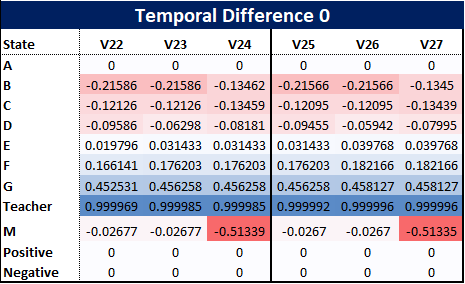 Temporal Difference 0
State V22 V23 V24 V25 V26 V27
A 0 0 0 0 0 0
B -0.21586 -0.21586 -0.13462 -0.21566 -0.21566 -0.1345
C -0.12126 -0.12126 -0.13459 -0.12095 -0.12095 -0.13439
D -0.09586 -0.06298 -0.08181 -0.09455 -0.05942 -0.07995
E 0.019796 0.031433 0.031433 0.031433 0.039768 0.039768
F 0.166141 0.176203 0.176203 0.176203 0.182166 0.182166
G 0.452531 0.456258 0.456258 0.456258 0.458127 0.458127
Teacher 0.999969 0.999985 0.999985 0.999992 0.999996 0.999996
M -0.02677 -0.02677 -0.51339 -0.0267 -0.0267 -0.51335
Positive 0 0 0 0 0 0
Negative 0 0 0 0 0 0